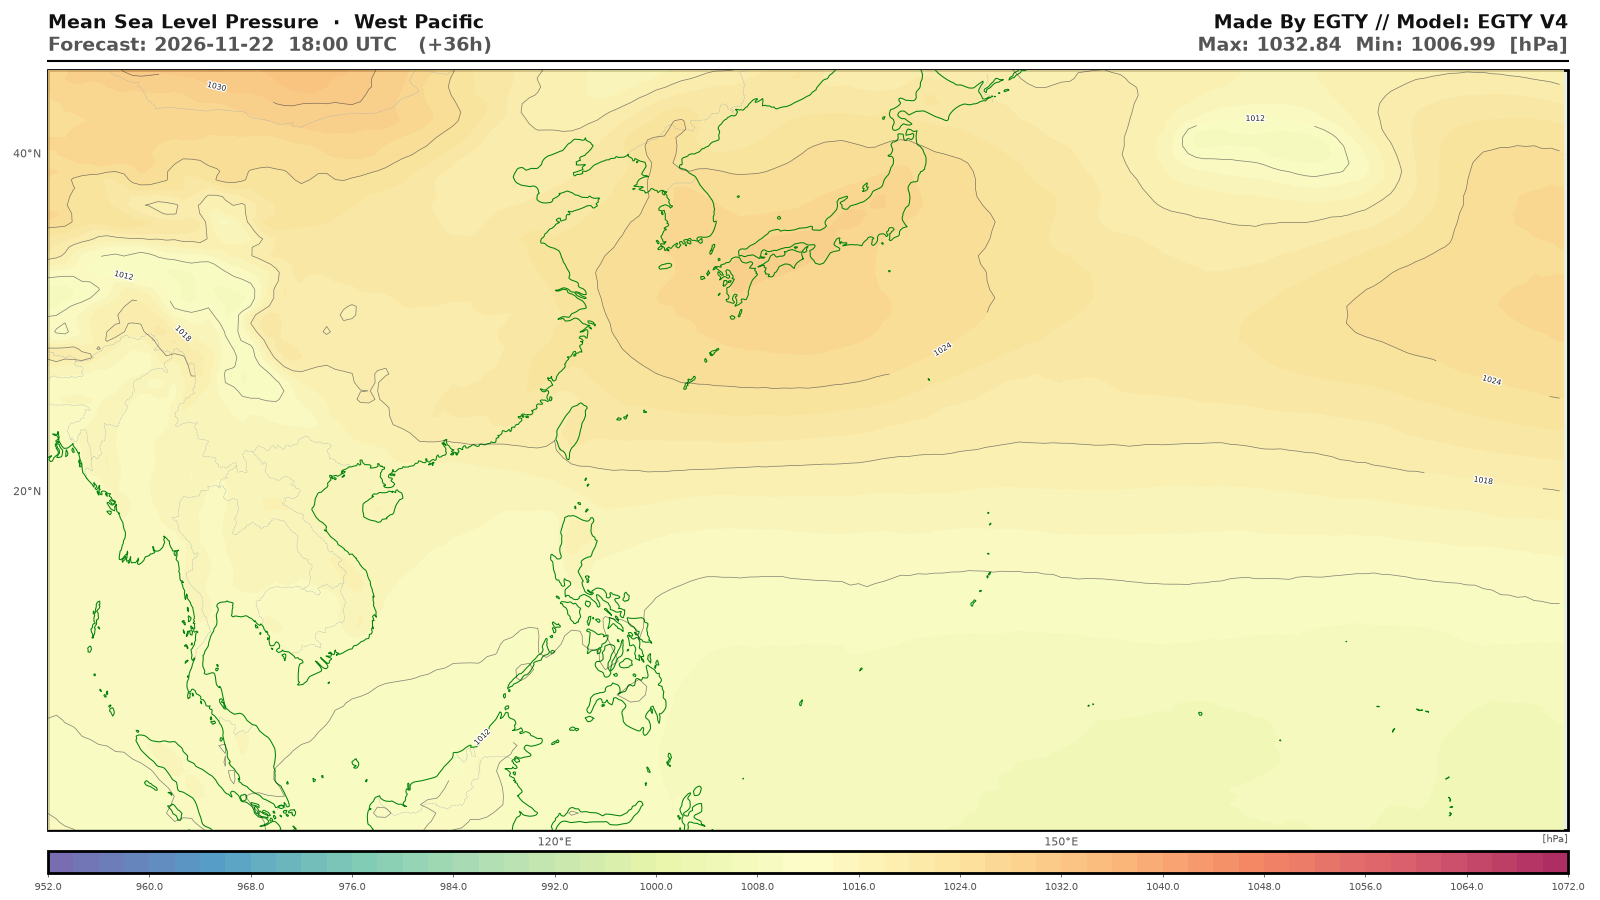 Mean Sea Level Pressure · West Pacific
Made By EGTY // Model: EGTY V4
Forecast: 2026-11-22 18:00 UTC (+36h)
Max: 1032.84 Min: 1006.99 [hPa]
1030
1012
40°N
1012
1018
1024
1024
1018
20°N
1012
120°E
150°E
[hPa]
952.0
960.0
968.0
976.0
984.0
992.0
1000.0
1008.0
1016.0
1024.0
1032.0
1040.0
1048.0
1056.0
1064.0
1072.0